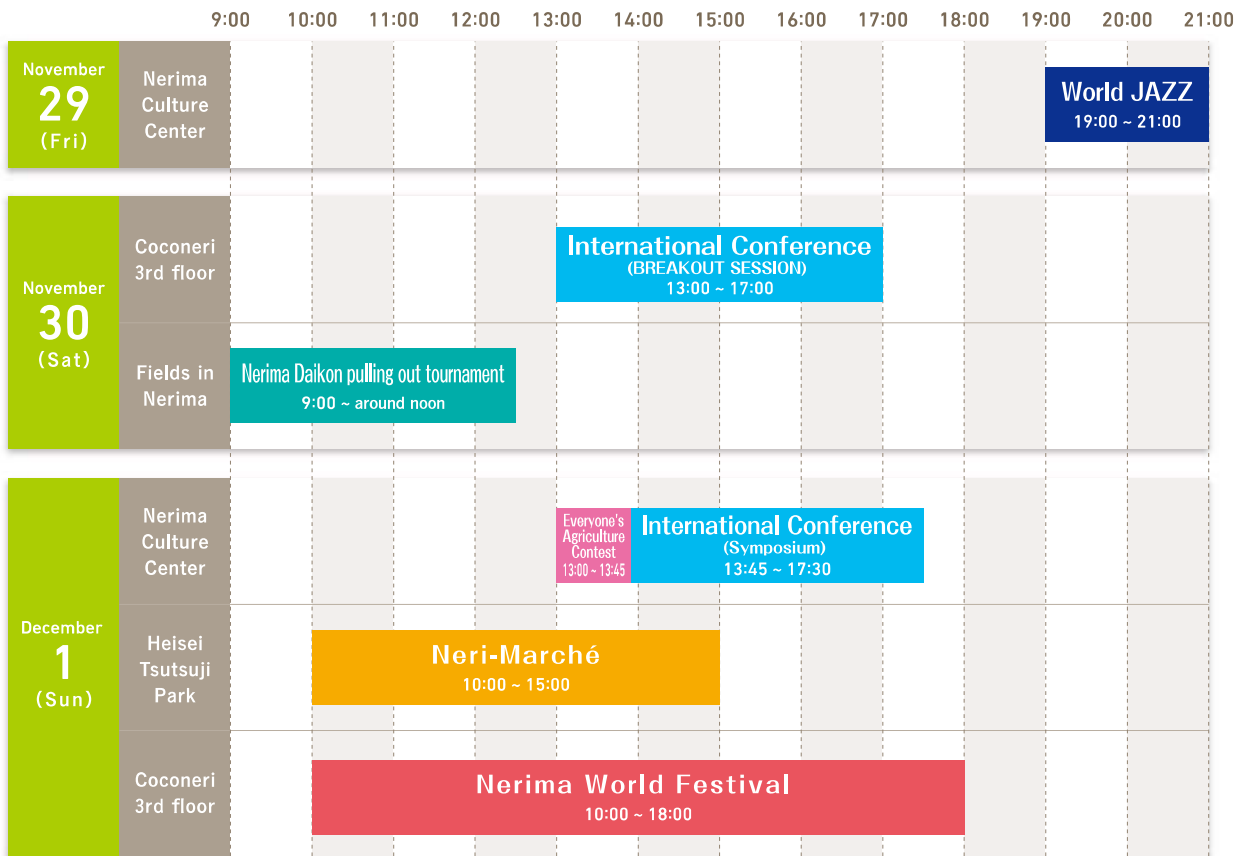 9:00 10:00 11:00 12:00 13:00 14:00 15:00 16:00 17:00 18:00 19:00 20:00 21:00
November
29
(Fri)
Nerima
Culture
Center
World JAZZ
19:00 ~ 21:00
November
30
(Sat)
Coconeri
3rd floor
International Conference
(BREAKOUT SESSION)
13:00 ~ 17:00
Fields in
Nerima
Nerima Daikon pulling out tournament
9:00 ~ around noon
December
1
(Sun)
Nerima
Culture
Center
Everyone's
Agriculture
Contest
13:00 ~ 13:45
International Conference
(Symposium)
13:45 ~ 17:30
Heisei
Tsutsuji
Park
Neri-Marché
10:00 ~ 15:00
Coconeri
3rd floor
Nerima World Festival
10:00 ~ 18:00